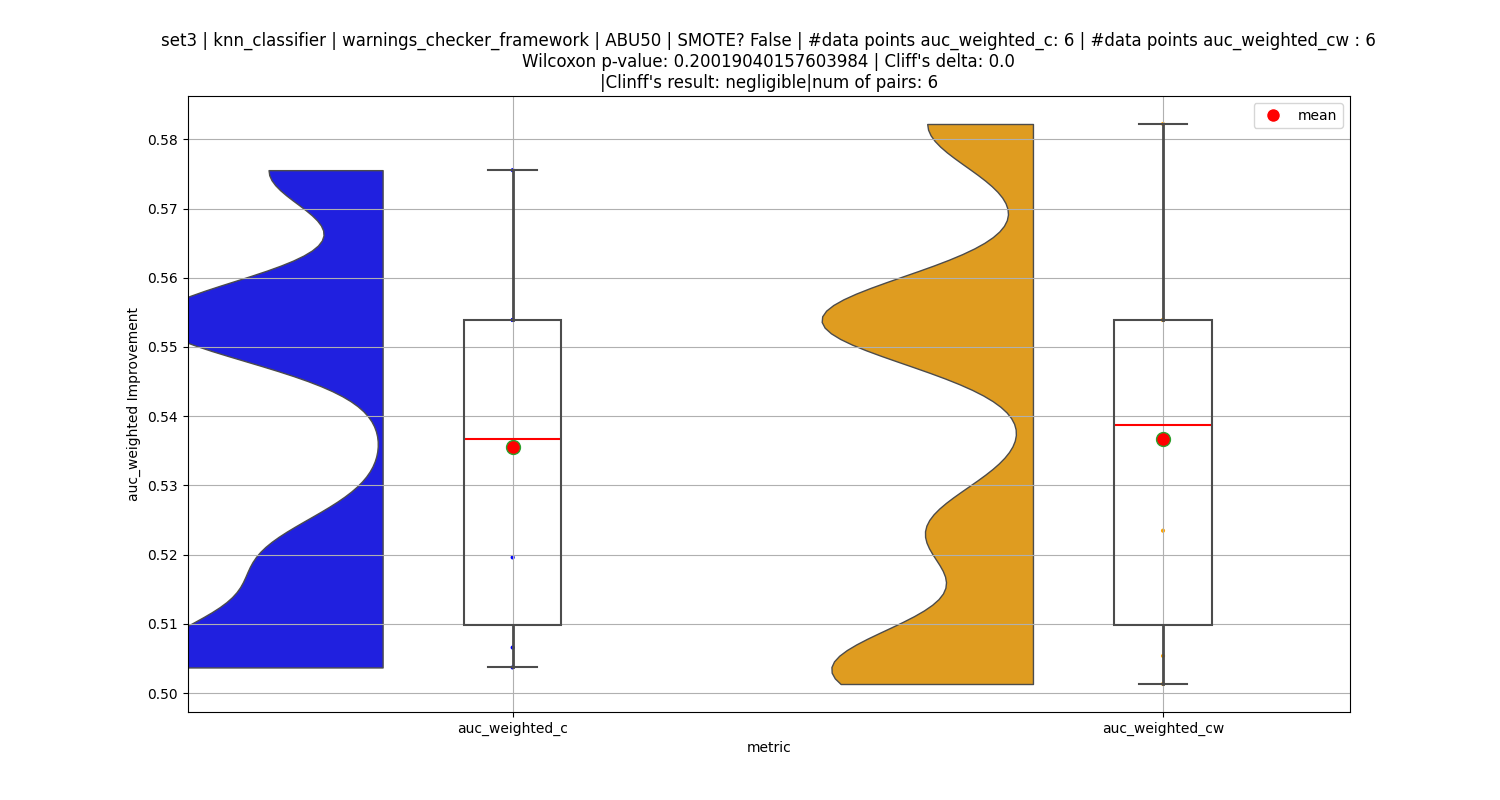 set3 | knn_classifier | warnings_checker_framework | ABU50 | SMOTE? False | #data points auc_weighted_c: 6 | #data points auc_weighted_cw : 6
Wilcoxon p-value: 0.20019040157603984 | Cliff's delta: 0.0
|Clinff's result: negligible|num of pairs: 6
mean
0.58
0.57
0.56
0.55
0.54
0.53
0.52
0.51
0.50
auc_weighted Improvement
auc_weighted_c
auc_weighted_cw
metric